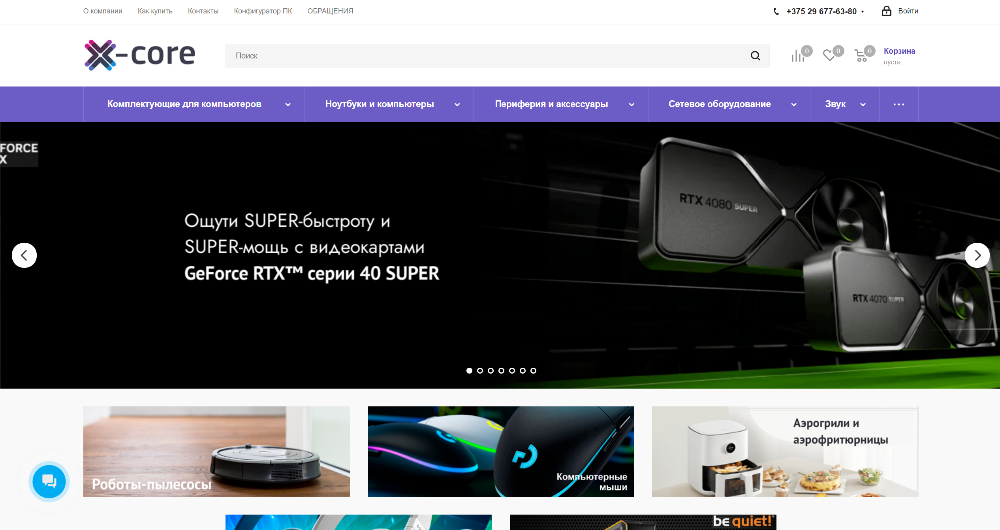 О компании
Как купить
Контакты
Конфигуратор ПК
ОБРАЩЕНИЯ
+375 29 677-63-80
Войти
x-core
Поиск
0
0
0
Корзина
пуста
Комплектующие для компьютеров
Ноутбуки и компьютеры
Периферия и аксессуары
Сетевое оборудование
Звук
FORCE
X
Ощути SUPER-быстроту и
SUPER-мощь с видеокартами
GeForce RTX™ серии 40 SUPER
RTX 4080 SUPER
RTX 4070 SUPER
Роботы-пылесосы
Компьютерные
мыши
Аэрогрили и
аэрофритюрницы
be quiet!